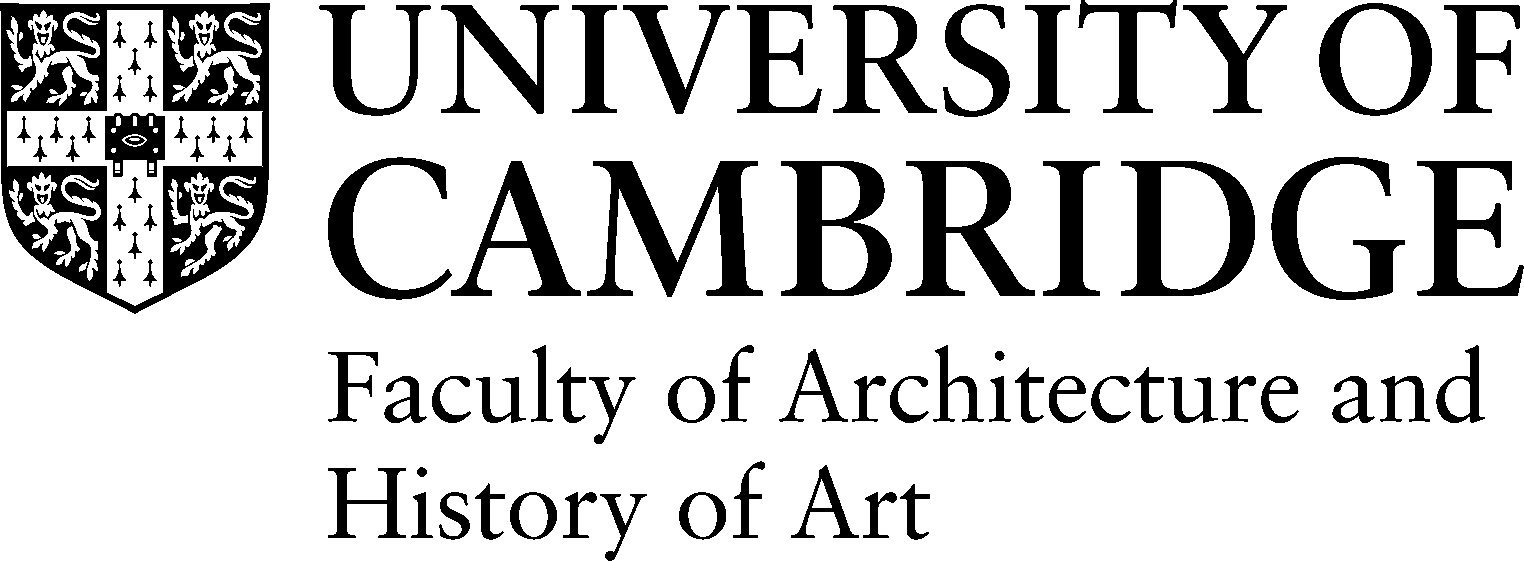 UNIVERSITY OF
CAMBRIDGE
Faculty of Architecture and
History of Art